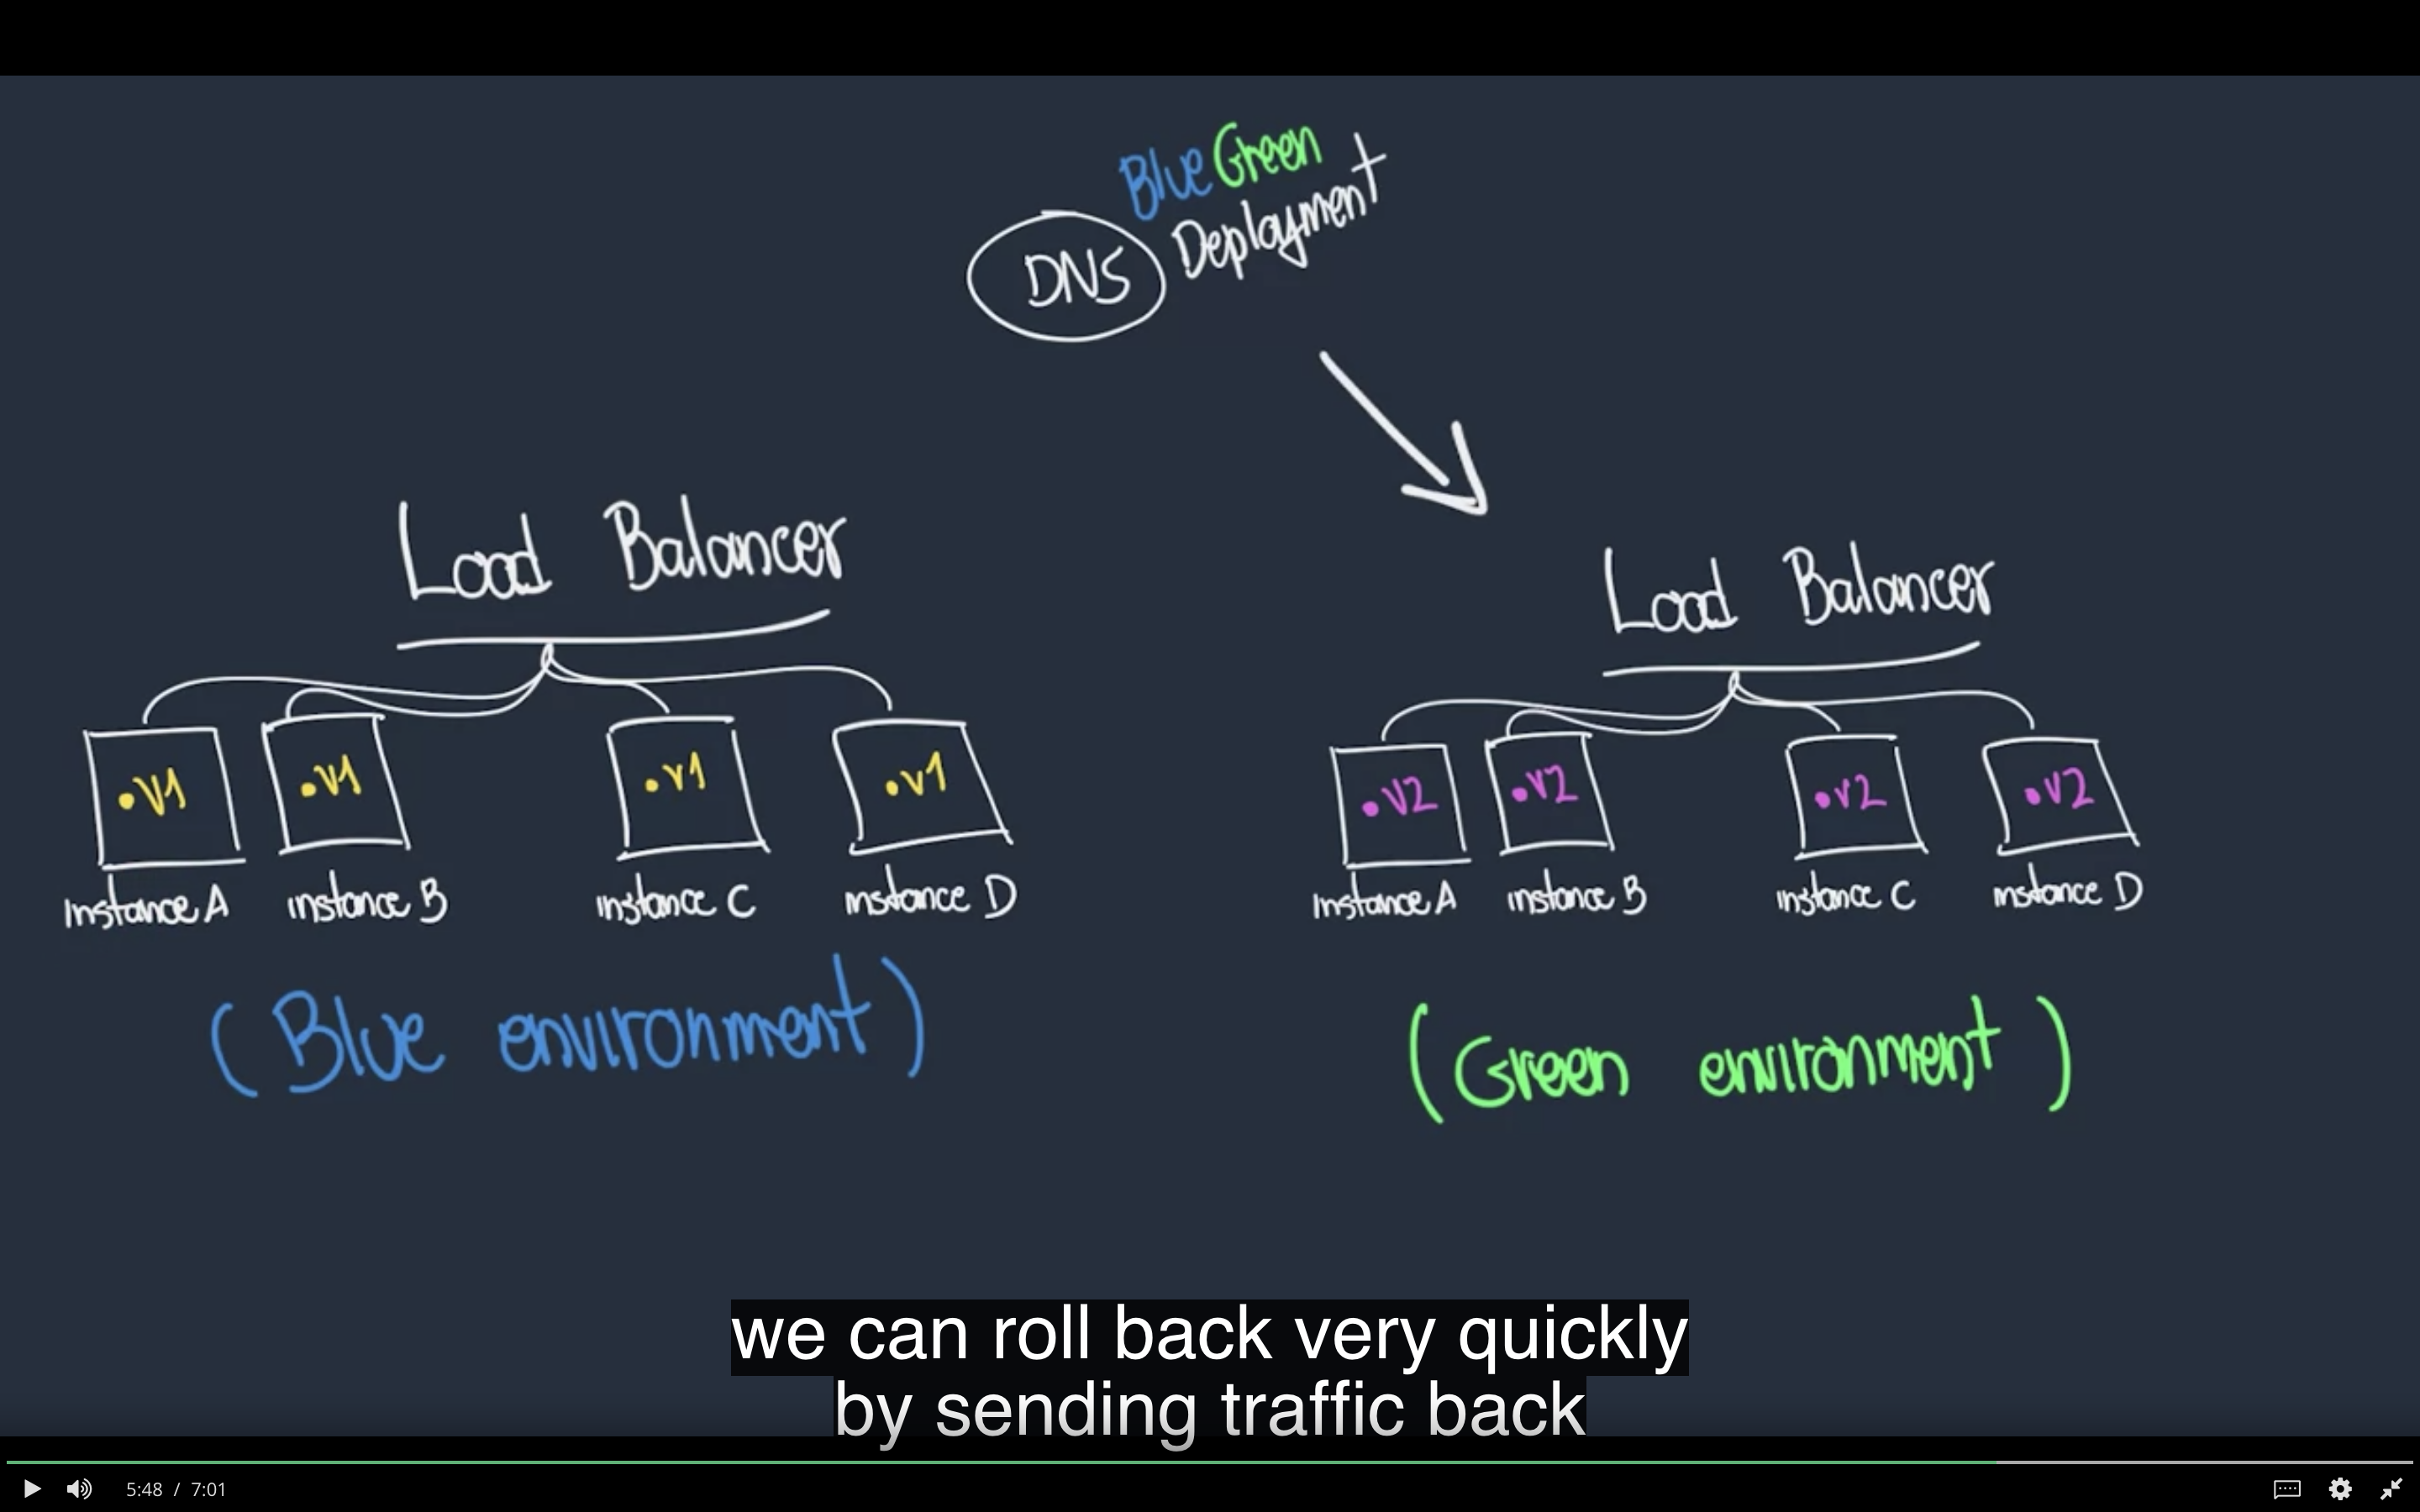 Blue Green
Deployment
DNS
Load Balancer
Load Balancer
•V1
•V1
•v1
•v1
•V2
•V2
•v2
•V2
Instance A
instance B
instance C
instance D
Instance A
instance B
instance C
instance D
(Blue environment)
(Green environment)
we can roll back very quickly
by sending traffic back
5:48 / 7:01